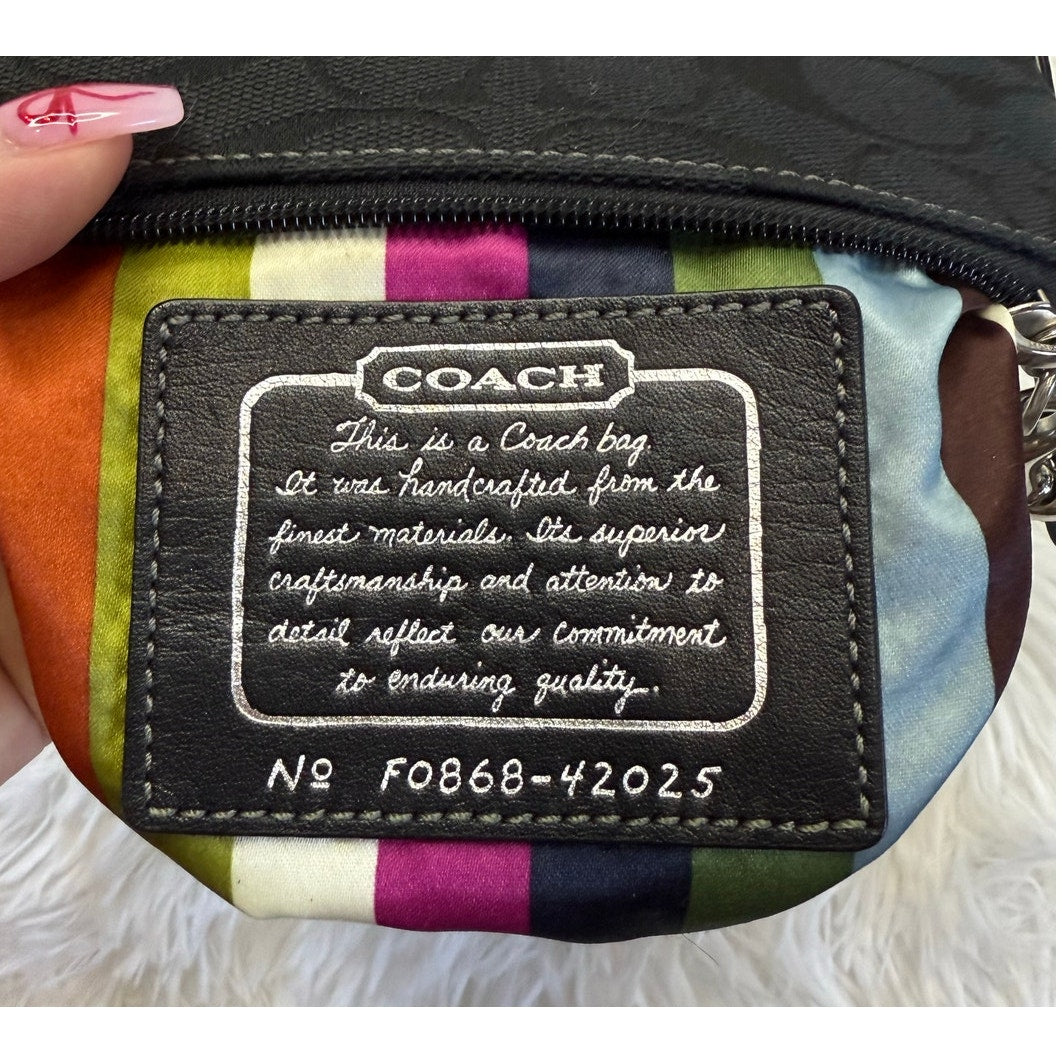 COACH
This is a Coach bag.
It was handcrafted from the
finest materials. Its superior
craftsmanship and attention to
detail reflect our commitment
to enduring quality.
Nº F0868-42025